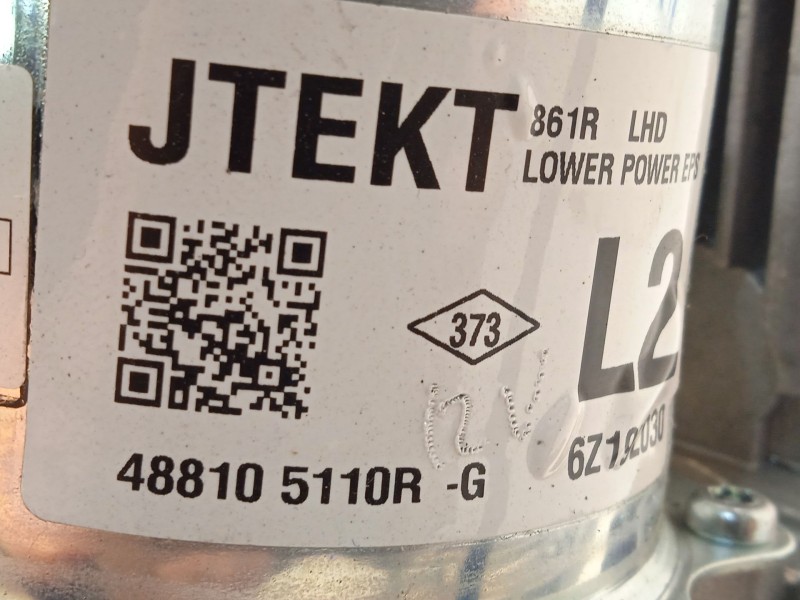 JTEKT
861R LHD
LOWER POWER EPS
L2
373
48810 5110R -G